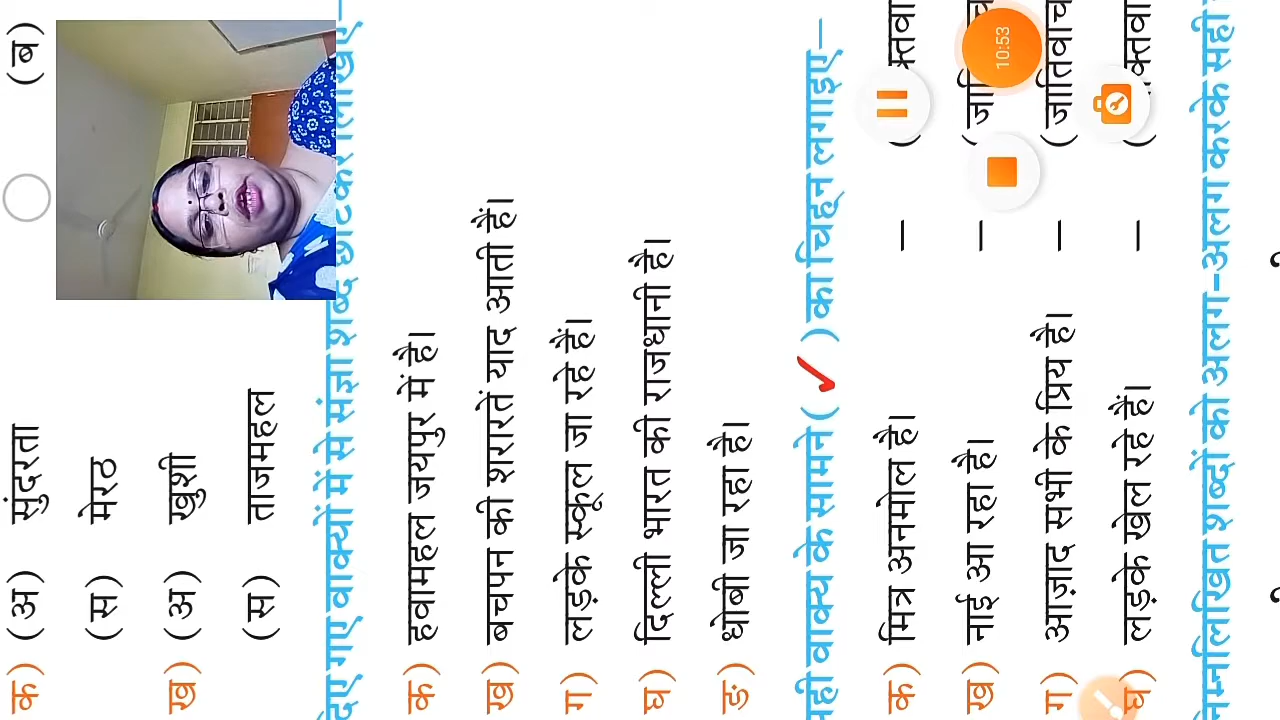 क) (अ) सुंदरता (ब)
(स) मेरठ
ख) (अ) खुशी
(स) ताजमहल
दिए गए वाक्यों में से संज्ञा शब्द छाँटकर लिखिए–
क) हवामहल जयपुर में है।
ख) बचपन की शरारतें याद आती हैं।
ग) लड़के स्कूल जा रहे हैं।
घ) दिल्ली भारत की राजधानी है।
ङ) धोबी जा रहा है।
सही वाक्य के सामने ( ✓ ) का चिह्न लगाइए–
क) मित्र अनमोल है। –
ख) नाई आ रहा है। –
10:53
ग) आज़ाद सभी के प्रिय है। – (जातिवाच
घ) लड़के खेल रहे हैं। –
निम्नलिखित शब्दों को अलग-अलग करके सही